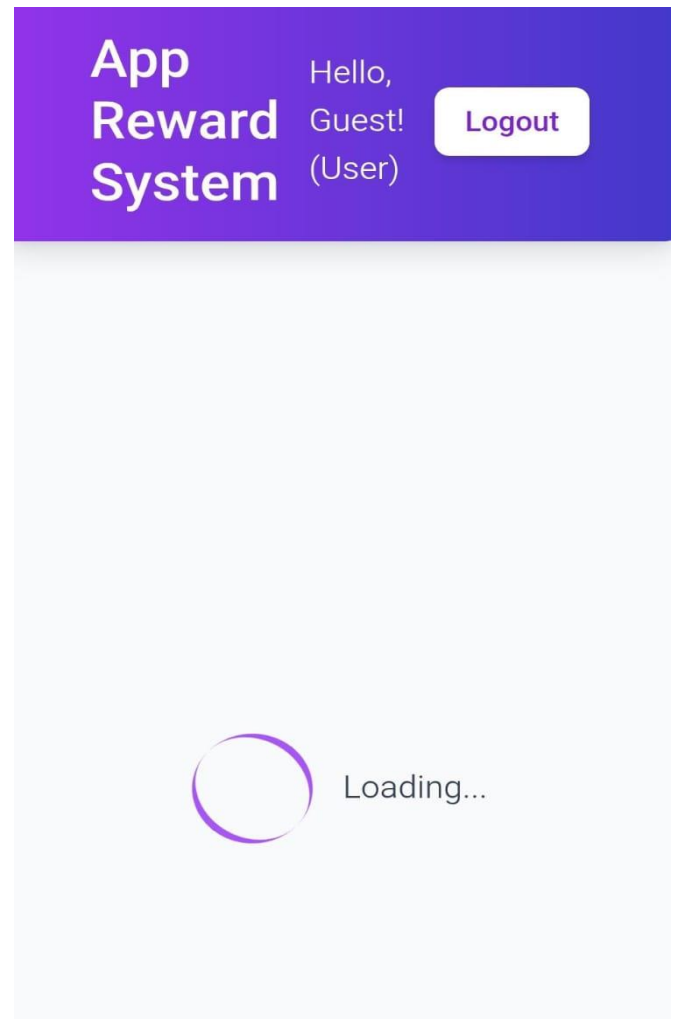 App
Reward
System
Hello,
Guest!
(User)
Logout
Loading...